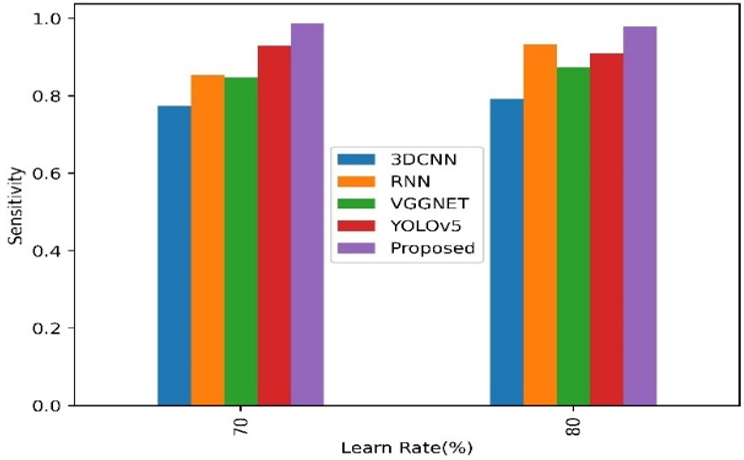 1.0
0.8
0.6
0.4
0.2
0.0
Sensitivity
3DCNN
RNN
VGGNET
YOLOv5
Proposed
70
80
Learn Rate(%)